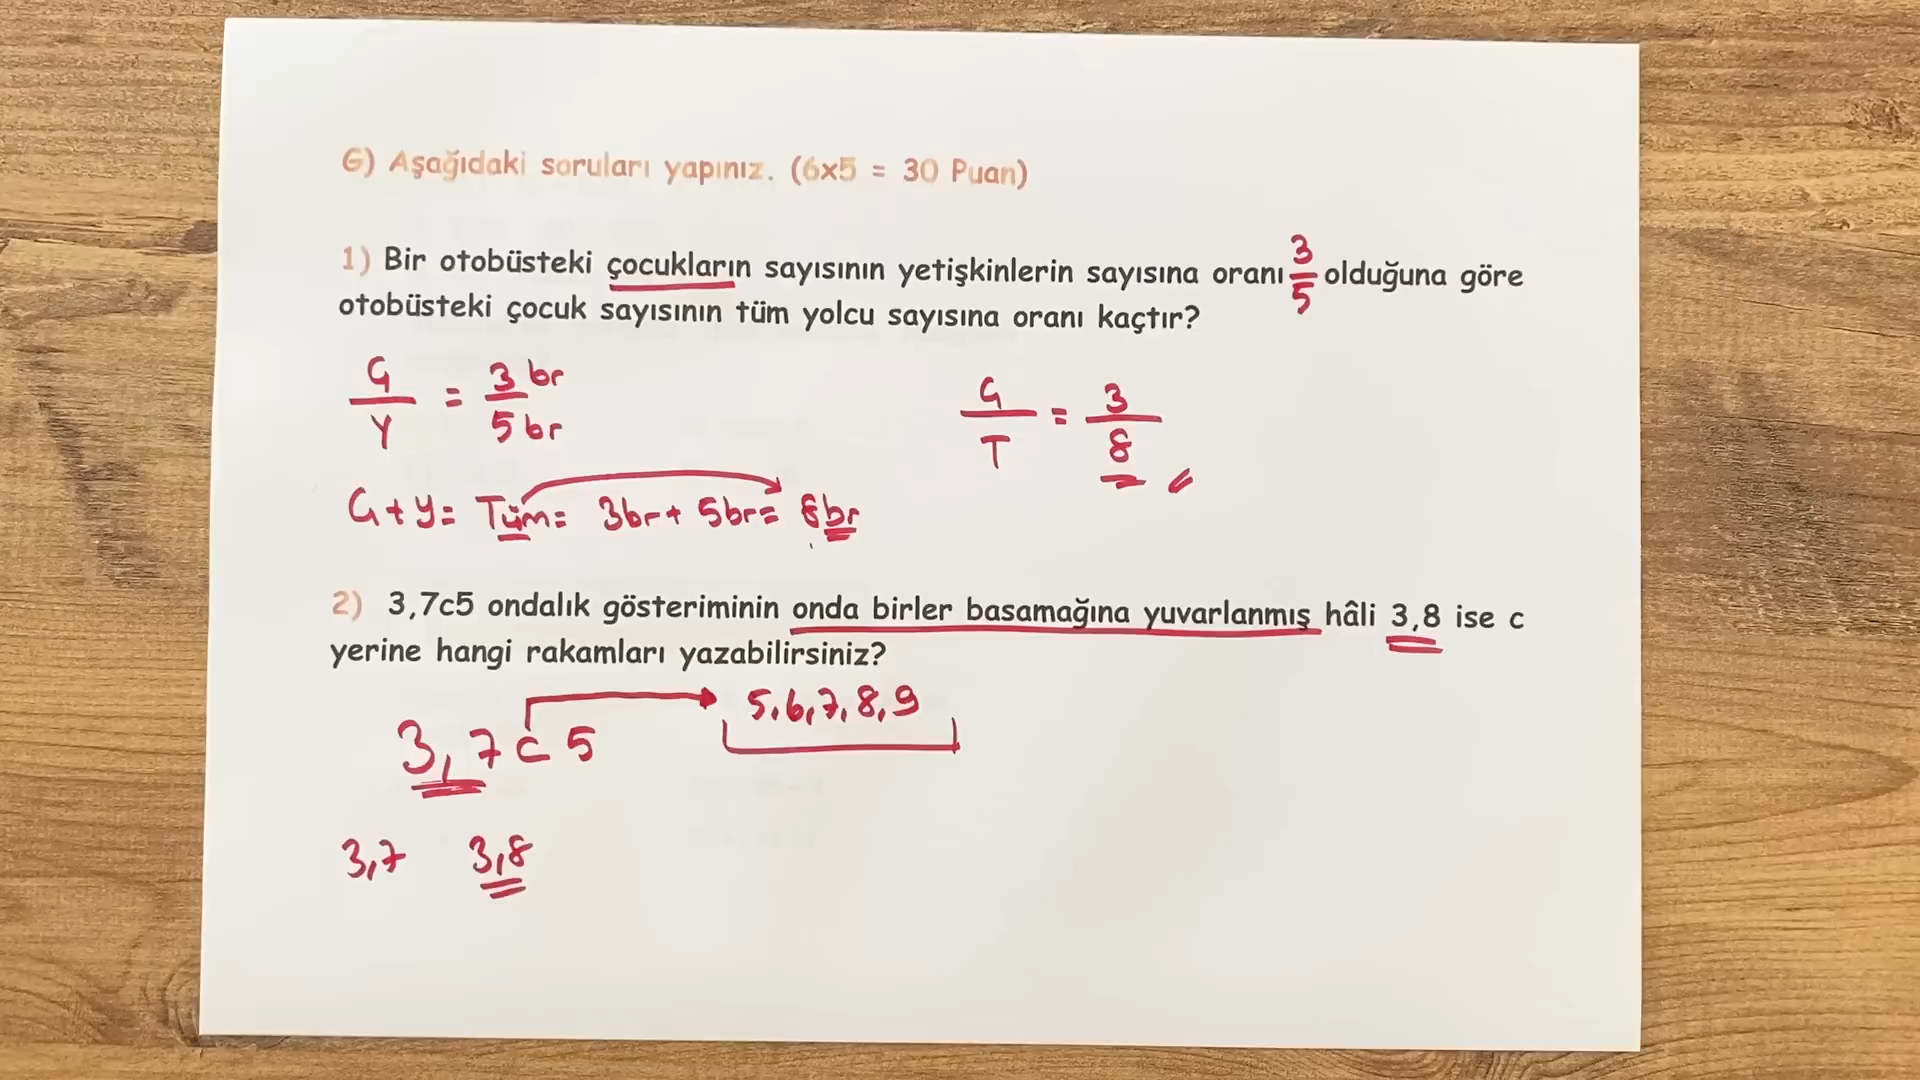 G) Aşağıdaki soruları yapınız. (6x5 = 30 Puan)
1) Bir otobüsteki çocukların sayısının yetişkinlerin sayısına oranı 3/5 olduğuna göre
otobüsteki çocuk sayısının tüm yolcu sayısına oranı kaçtır?
Ç/Y = 3br/5br
Ç/T = 3/8
Ç+Y= Tüm= 3br+ 5br= 8br
2) 3,7c5 ondalık gösteriminin onda birler basamağına yuvarlanmış hâli 3,8 ise c
yerine hangi rakamları yazabilirsiniz?
5,6,7,8,9
3,7c5
3,7 3,8